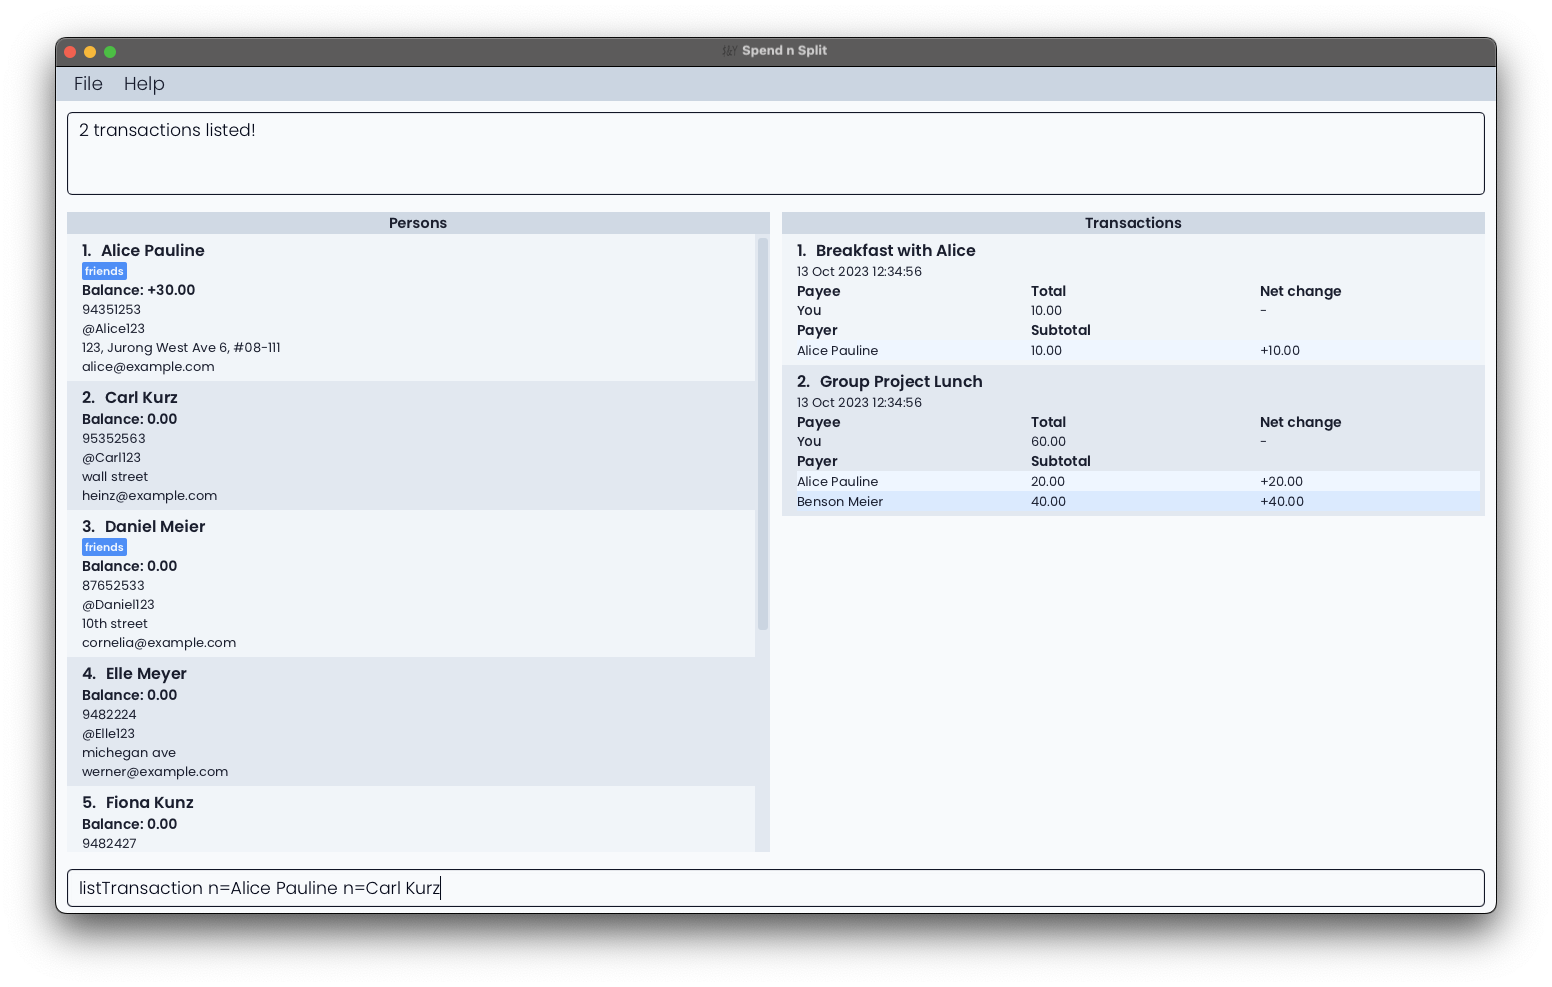 Spend n Split
File Help
2 transactions listed!
Persons
1. Alice Pauline
friends
Balance: +30.00
94351253
@Alice123
123, Jurong West Ave 6, #08-111
alice@example.com
2. Carl Kurz
Balance: 0.00
95352563
@Carl123
wall street
heinz@example.com
3. Daniel Meier
friends
Balance: 0.00
87652533
@Daniel123
10th street
cornelia@example.com
4. Elle Meyer
Balance: 0.00
9482224
@Elle123
michegan ave
werner@example.com
5. Fiona Kunz
Balance: 0.00
9482427
Transactions
1. Breakfast with Alice
13 Oct 2023 12:34:56
Payee Total Net change
You 10.00 -
Payer Subtotal
Alice Pauline 10.00 +10.00
2. Group Project Lunch
13 Oct 2023 12:34:56
Payee Total Net change
You 60.00 -
Payer Subtotal
Alice Pauline 20.00 +20.00
Benson Meier 40.00 +40.00
listTransaction n=Alice Pauline n=Carl Kurz